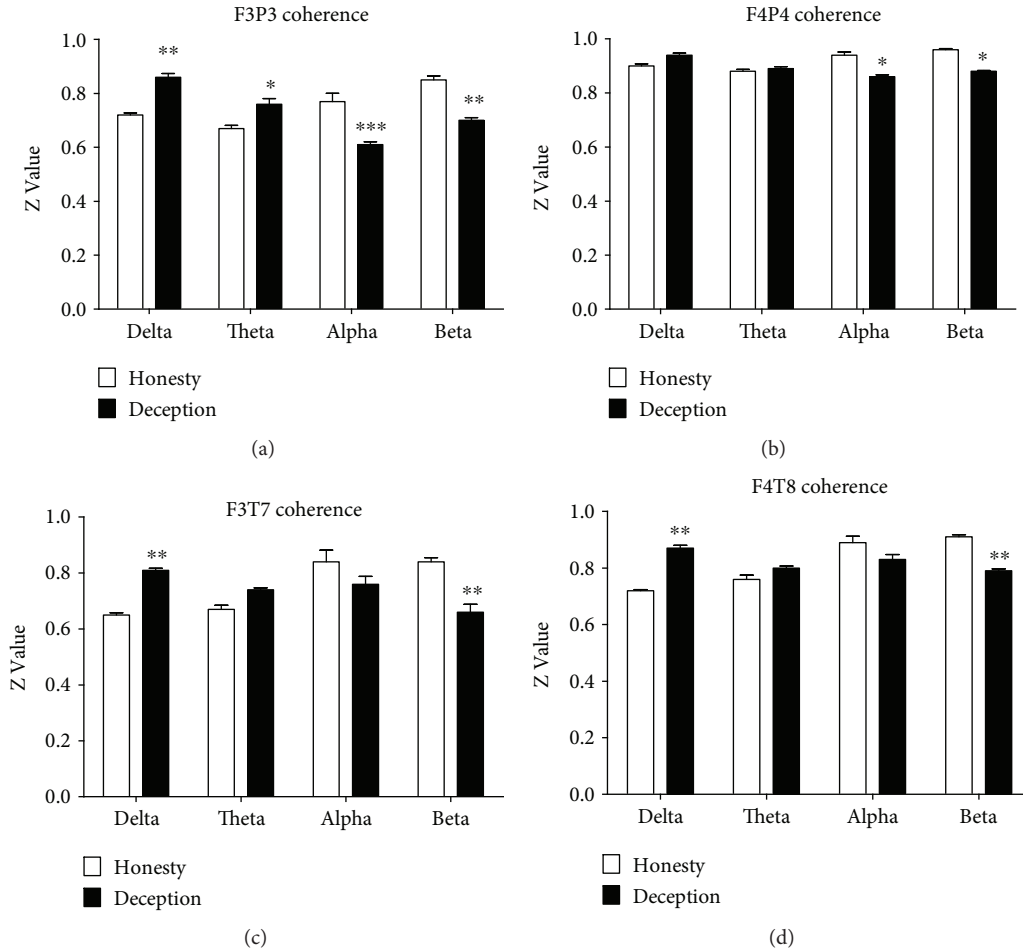 F3P3 coherence
1.0
0.8
0.6
0.4
0.2
0.0
Z Value
**
*
***
**
Delta Theta Alpha Beta
Honesty
Deception
(a)
F4P4 coherence
1.0
0.8
0.6
0.4
0.2
0.0
Z Value
*
*
Delta Theta Alpha Beta
Honesty
Deception
(b)
F3T7 coherence
1.0
0.8
0.6
0.4
0.2
0.0
Z Value
**
**
Delta Theta Alpha Beta
Honesty
Deception
(c)
F4T8 coherence
1.0
0.8
0.6
0.4
0.2
0.0
Z Value
**
**
Delta Theta Alpha Beta
Honesty
Deception
(d)